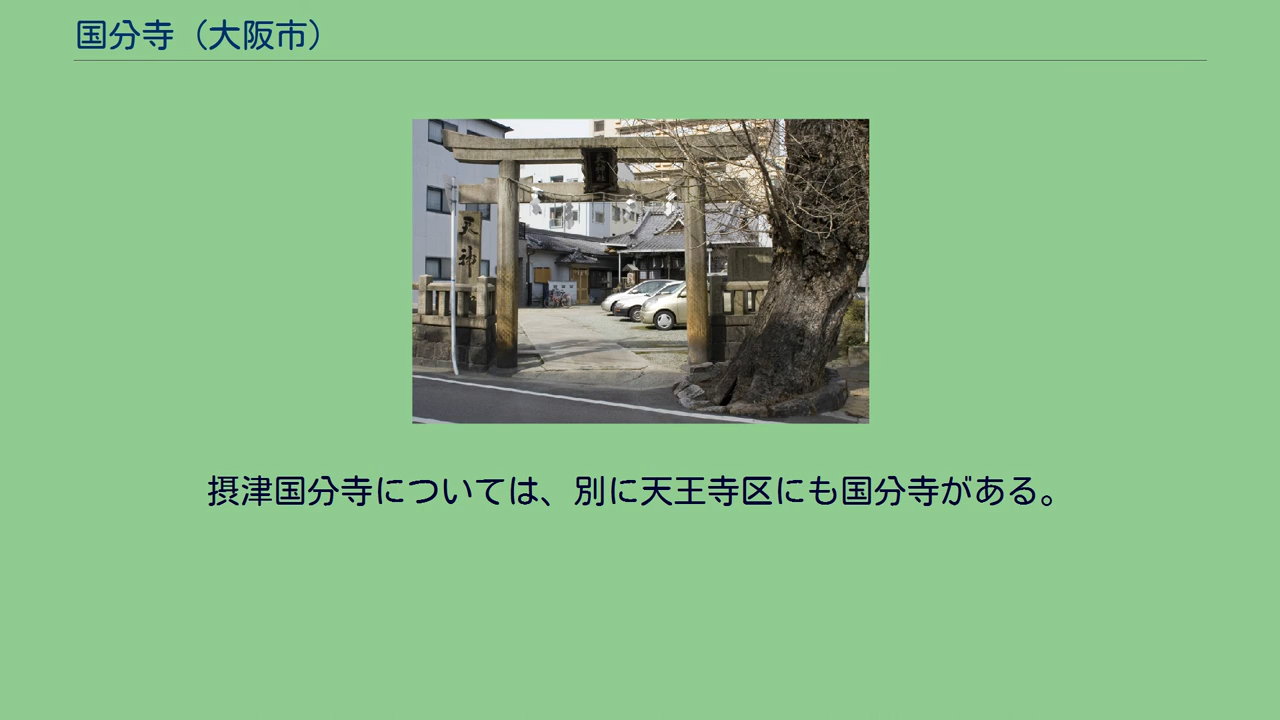 国分寺（大阪市）
天神
摂津国分寺については、別に天王寺区にも国分寺がある。